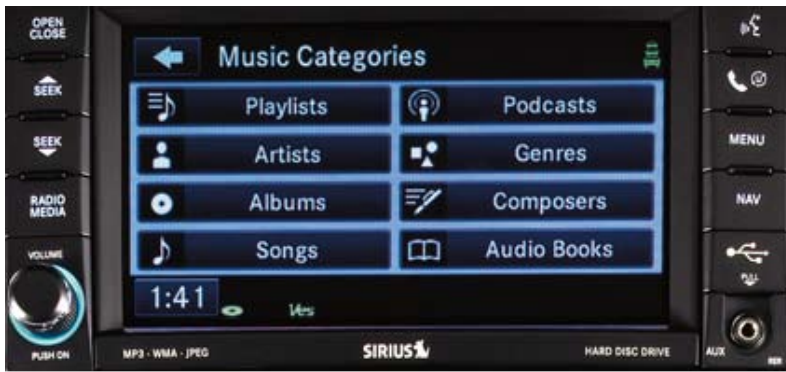 OPEN
CLOSE
SEEK
SEEK
RADIO
MEDIA
VOLUME
PUSH ON
Music Categories
Playlists
Podcasts
Artists
Genres
Albums
Composers
Songs
Audio Books
1:41
Ves
MP3 - WMA - JPEG
SIRIUS
HARD DISC DRIVE
MENU
NAV
PULL
AUX